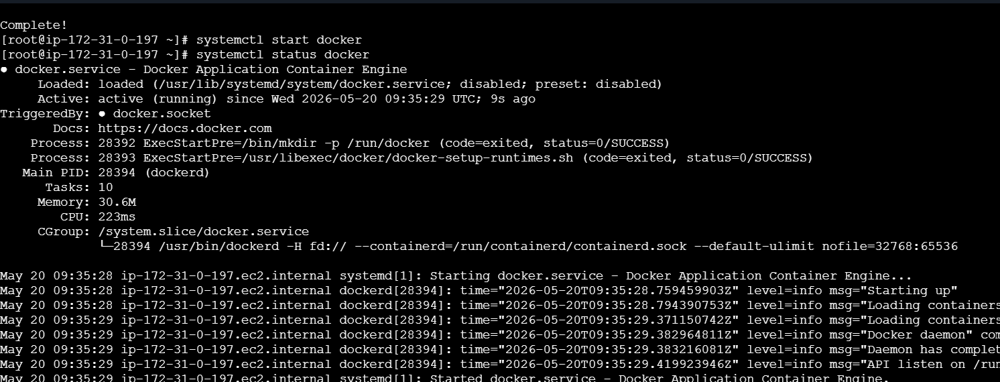 Complete!
[root@ip-172-31-0-197 ~]# systemctl start docker
[root@ip-172-31-0-197 ~]# systemctl status docker
● docker.service - Docker Application Container Engine
     Loaded: loaded (/usr/lib/systemd/system/docker.service; disabled; preset: disabled)
     Active: active (running) since Wed 2026-05-20 09:35:29 UTC; 9s ago
TriggeredBy: ● docker.socket
       Docs: https://docs.docker.com
    Process: 28392 ExecStartPre=/bin/mkdir -p /run/docker (code=exited, status=0/SUCCESS)
    Process: 28393 ExecStartPre=/usr/libexec/docker/docker-setup-runtimes.sh (code=exited, status=0/SUCCESS)
   Main PID: 28394 (dockerd)
      Tasks: 10
     Memory: 30.6M
        CPU: 223ms
     CGroup: /system.slice/docker.service
             └─28394 /usr/bin/dockerd -H fd:// --containerd=/run/containerd/containerd.sock --default-ulimit nofile=32768:65536
May 20 09:35:28 ip-172-31-0-197.ec2.internal systemd[1]: Starting docker.service - Docker Application Container Engine...
May 20 09:35:28 ip-172-31-0-197.ec2.internal dockerd[28394]: time="2026-05-20T09:35:28.759459903Z" level=info msg="Starting up"
May 20 09:35:28 ip-172-31-0-197.ec2.internal dockerd[28394]: time="2026-05-20T09:35:28.794390753Z" level=info msg="Loading containers
May 20 09:35:29 ip-172-31-0-197.ec2.internal dockerd[28394]: time="2026-05-20T09:35:29.371150742Z" level=info msg="Loading containers
May 20 09:35:29 ip-172-31-0-197.ec2.internal dockerd[28394]: time="2026-05-20T09:35:29.382964811Z" level=info msg="Docker daemon" com
May 20 09:35:29 ip-172-31-0-197.ec2.internal dockerd[28394]: time="2026-05-20T09:35:29.383216081Z" level=info msg="Daemon has complet
May 20 09:35:29 ip-172-31-0-197.ec2.internal dockerd[28394]: time="2026-05-20T09:35:29.419923946Z" level=info msg="API listen on /run
May 20 09:35:29 ip-172-31-0-197.ec2.internal systemd[1]: Started docker.service - Docker Application Container Engine.